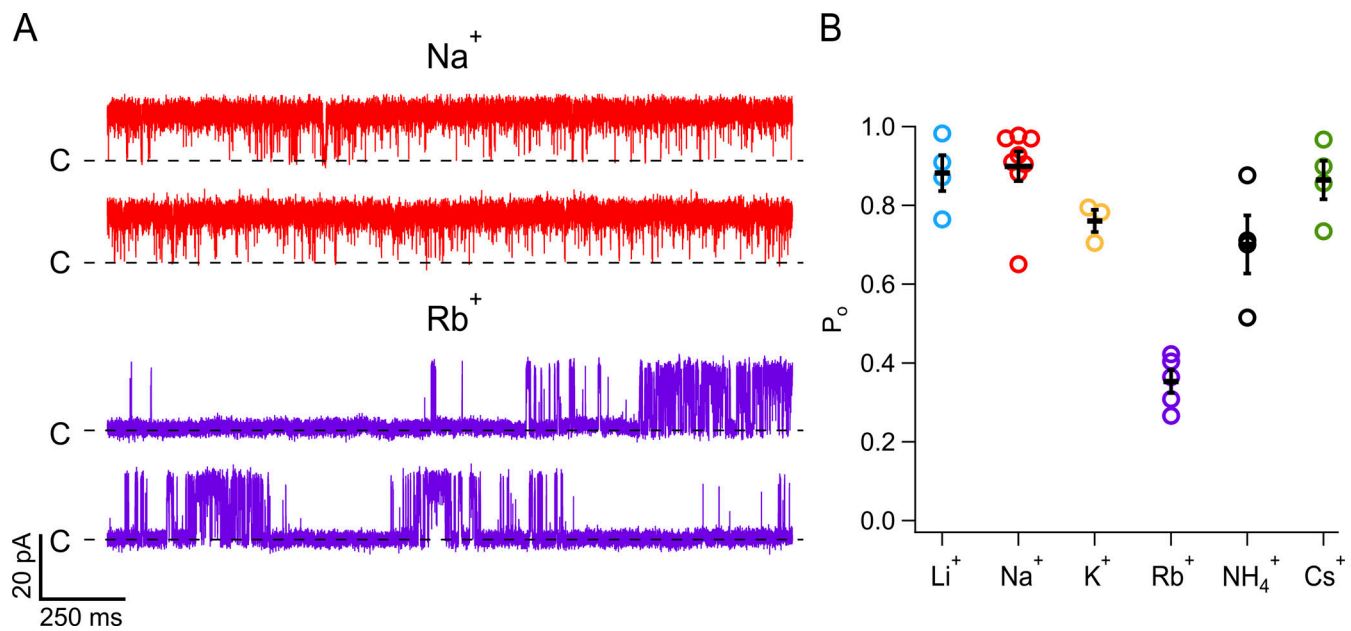 A
Na⁺
C
C
Rb⁺
C
C
20 pA
250 ms
B
1.0
0.8
0.6
0.4
0.2
0.0
Pₒ
Li⁺ Na⁺ K⁺ Rb⁺ NH₄⁺ Cs⁺